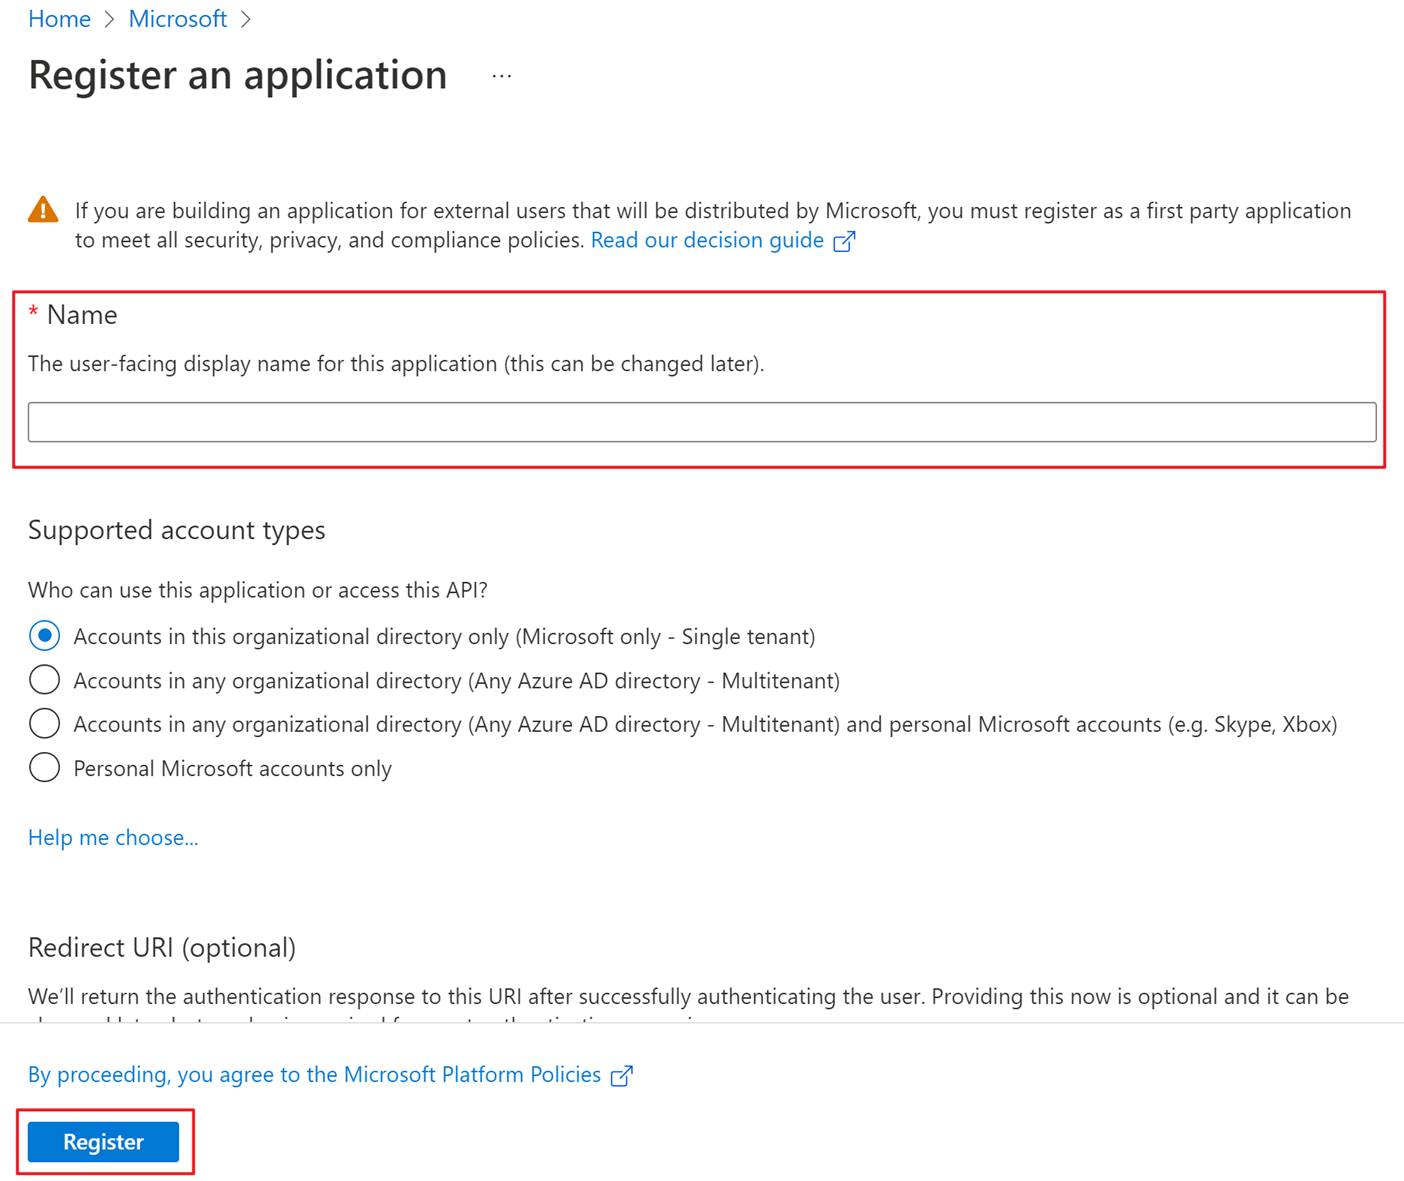 Home > Microsoft >
Register an application ...
If you are building an application for external users that will be distributed by Microsoft, you must register as a first party application
to meet all security, privacy, and compliance policies. Read our decision guide
* Name
The user-facing display name for this application (this can be changed later).
Supported account types
Who can use this application or access this API?
Accounts in this organizational directory only (Microsoft only - Single tenant)
Accounts in any organizational directory (Any Azure AD directory - Multitenant)
Accounts in any organizational directory (Any Azure AD directory - Multitenant) and personal Microsoft accounts (e.g. Skype, Xbox)
Personal Microsoft accounts only
Help me choose...
Redirect URI (optional)
We'll return the authentication response to this URI after successfully authenticating the user. Providing this now is optional and it can be
By proceeding, you agree to the Microsoft Platform Policies
Register